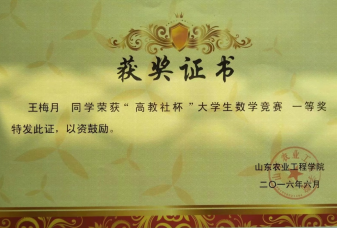 获奖证书
王梅月 同学荣获“高教社杯”大学生数学竞赛 一等奖
特发此证，以资鼓励。
山东农业工程学院
二〇一六年六月